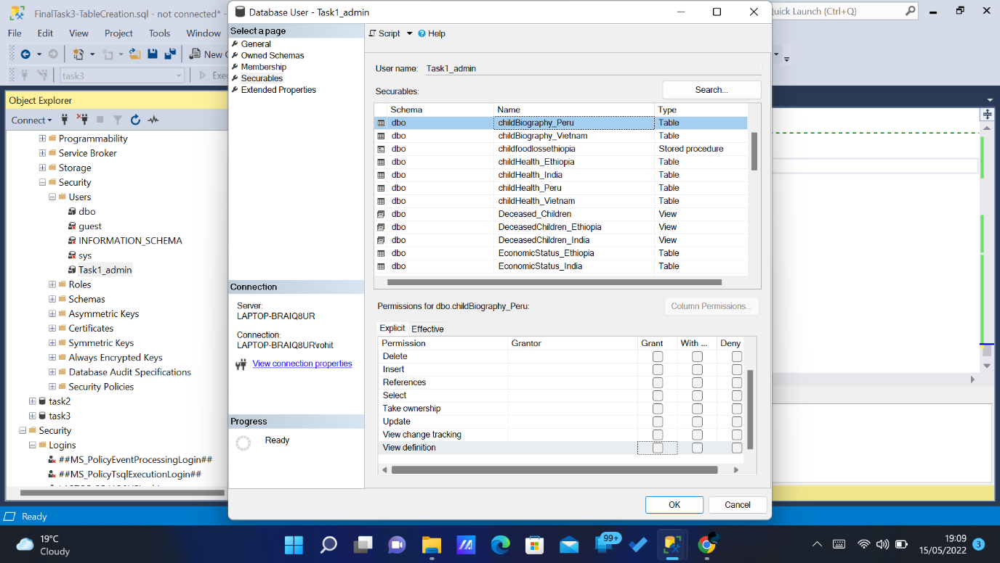 FinalTask3-TableCreation.sql - not connected* -
Database User - Task1_admin
Quick Launch (Ctrl+Q)
File Edit View Project Tools Window
New
task3
Exec
Object Explorer
Connect
Programmability
Service Broker
Storage
Security
Users
dbo
guest
INFORMATION_SCHEMA
sys
Task1_admin
Roles
Schemas
Asymmetric Keys
Certificates
Symmetric Keys
Always Encrypted Keys
Database Audit Specifications
Security Policies
task2
task3
Security
Logins
##MS_PolicyEventProcessingLogin##
##MS_PolicyTsqlExecutionLogin##
Ready
Select a page
General
Owned Schemas
Membership
Securables
Extended Properties
Connection
Server:
LAPTOP-BRAIQ8UR
Connection:
LAPTOP-BRAIQ8UR\rohit
View connection properties
Progress
Ready
Script Help
User name: Task1_admin
Securables: Search...
Schema Name Type
dbo childBiography_Peru Table
dbo childBiography_Vietnam Table
dbo childfoodlossethiopia Stored procedure
dbo childHealth_Ethiopia Table
dbo childHealth_India Table
dbo childHealth_Peru Table
dbo childHealth_Vietnam Table
dbo Deceased_Children View
dbo DeceasedChildren_Ethiopia View
dbo DeceasedChildren_India View
dbo EconomicStatus_Ethiopia Table
dbo EconomicStatus_India Table
Permissions for dbo.childBiography_Peru: Column Permissions...
Explicit Effective
Permission Grantor Grant With ... Deny
Delete
Insert
References
Select
Take ownership
Update
View change tracking
View definition
OK Cancel
19°C
Cloudy
99+
19:09
15/05/2022
3